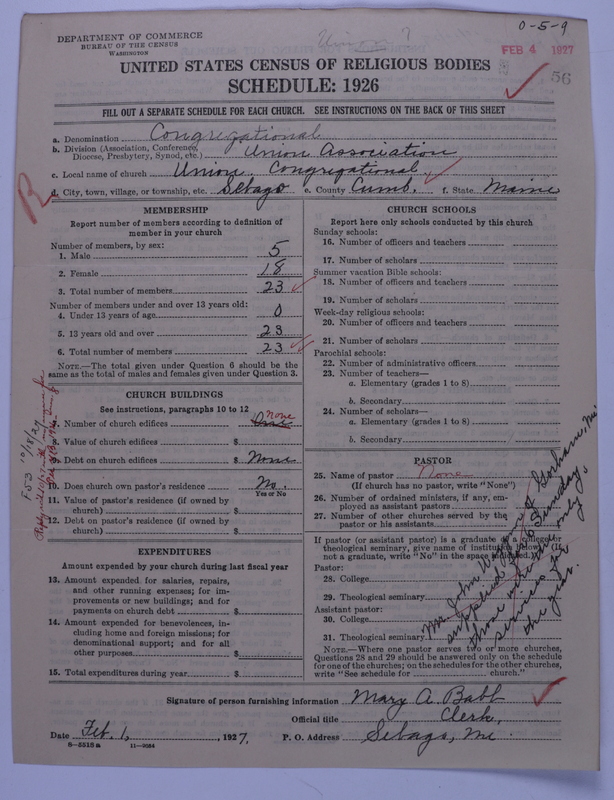 0-5-9
DEPARTMENT OF COMMERCE
BUREAU OF THE CENSUS
WASHINGTON
Union ?
FEB 4 1927
56
UNITED STATES CENSUS OF RELIGIOUS BODIES
SCHEDULE: 1926
FILL OUT A SEPARATE SCHEDULE FOR EACH CHURCH. SEE INSTRUCTIONS ON THE BACK OF THIS SHEET
a. Denomination Congregational
b. Division (Association, Conference, Diocese, Presbytery, Synod, etc.) Union Association
c. Local name of church Union Congregational
d. City, town, village, or township, etc. Sebago e. County Cumb. f. State Maine
R
MEMBERSHIP
Report number of members according to definition of member in your church
Number of members, by sex:
1. Male 5
2. Female 18
3. Total number of members 23
Number of members under and over 13 years old:
4. Under 13 years of age 0
5. 13 years old and over 23
6. Total number of members 23
NOTE.—The total given under Question 6 should be the same as the total of males and females given under Question 3.
CHURCH BUILDINGS
See instructions, paragraphs 10 to 12
7. Number of church edifices One none
8. Value of church edifices $
9. Debt on church edifices $ None
10. Does church own pastor's residence? No.
Yes or No
11. Value of pastor's residence (if owned by church) $
12. Debt on pastor's residence (if owned by church) $
F553 10/8/27
EXPENDITURES
Amount expended by your church during last fiscal year
13. Amount expended for salaries, repairs, and other running expenses; for improvements or new buildings; and for payments on church debt $
14. Amount expended for benevolences, including home and foreign missions; for denominational support; and for all other purposes $
15. Total expenditures during year $
CHURCH SCHOOLS
Report here only schools conducted by this church
Sunday schools:
16. Number of officers and teachers
17. Number of scholars
Summer vacation Bible schools:
18. Number of officers and teachers
19. Number of scholars
Week-day religious schools:
20. Number of officers and teachers
21. Number of scholars
Parochial schools:
22. Number of administrative officers
23. Number of teachers—
a. Elementary (grades 1 to 8)
b. Secondary
24. Number of scholars—
a. Elementary (grades 1 to 8)
b. Secondary
PASTOR
25. Name of pastor None
(If church has no pastor, write "None")
26. Number of ordained ministers, if any, employed as assistant pastors
27. Number of other churches served by the pastor or his assistants
If pastor (or assistant pastor) is a graduate of a college or theological seminary, give name of institution below. (If not a graduate, write "No" in the space indicated.)
Pastor:
28. College
29. Theological seminary
Assistant pastor:
30. College
31. Theological seminary
NOTE.—Where one pastor serves two or more churches, Questions 28 and 29 should be answered only on the schedule for one of the churches; on the schedules for the other churches, write "See schedule for church."
Mr. John Gorham, Me.
supplied Sunday,
those were the only
services for
the year.
Signature of person furnishing information Mary A. Babb
Official title Clerk,
Date Feb. 1, 1927. P. O. Address Sebago, Me.
8-5515 a 11-9064